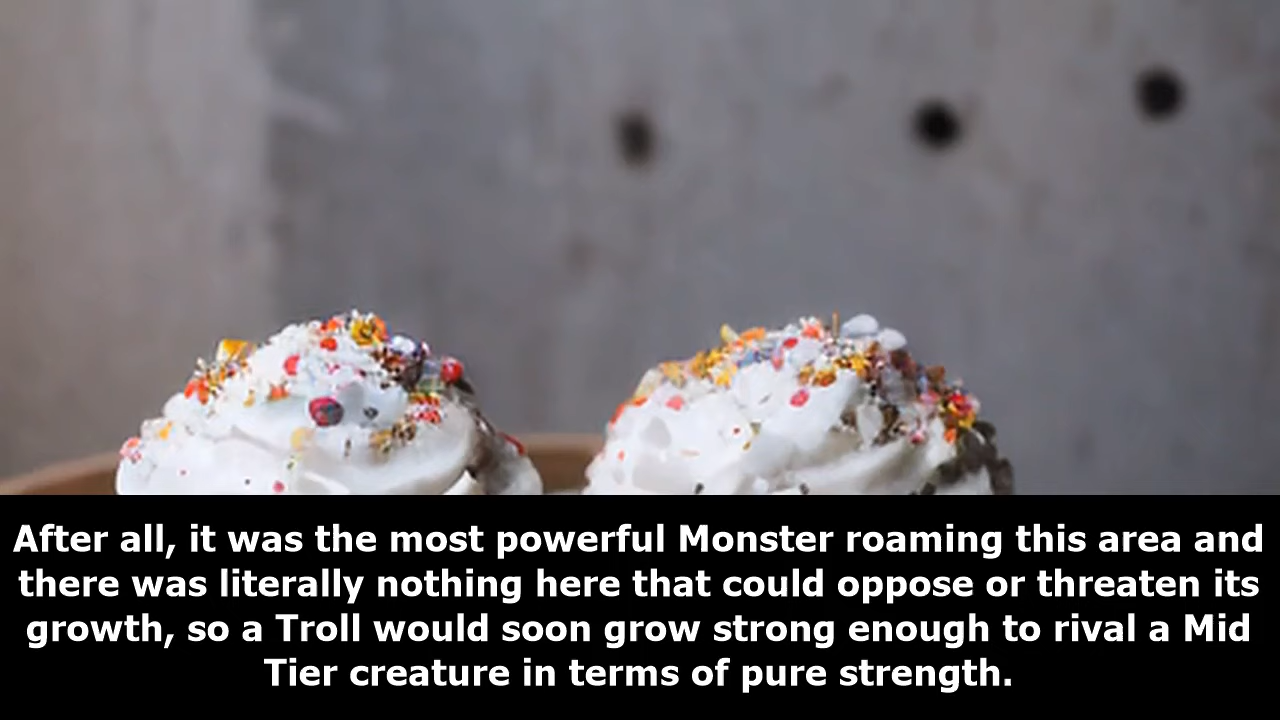 After all, it was the most powerful Monster roaming this area and
there was literally nothing here that could oppose or threaten its
growth, so a Troll would soon grow strong enough to rival a Mid
Tier creature in terms of pure strength.